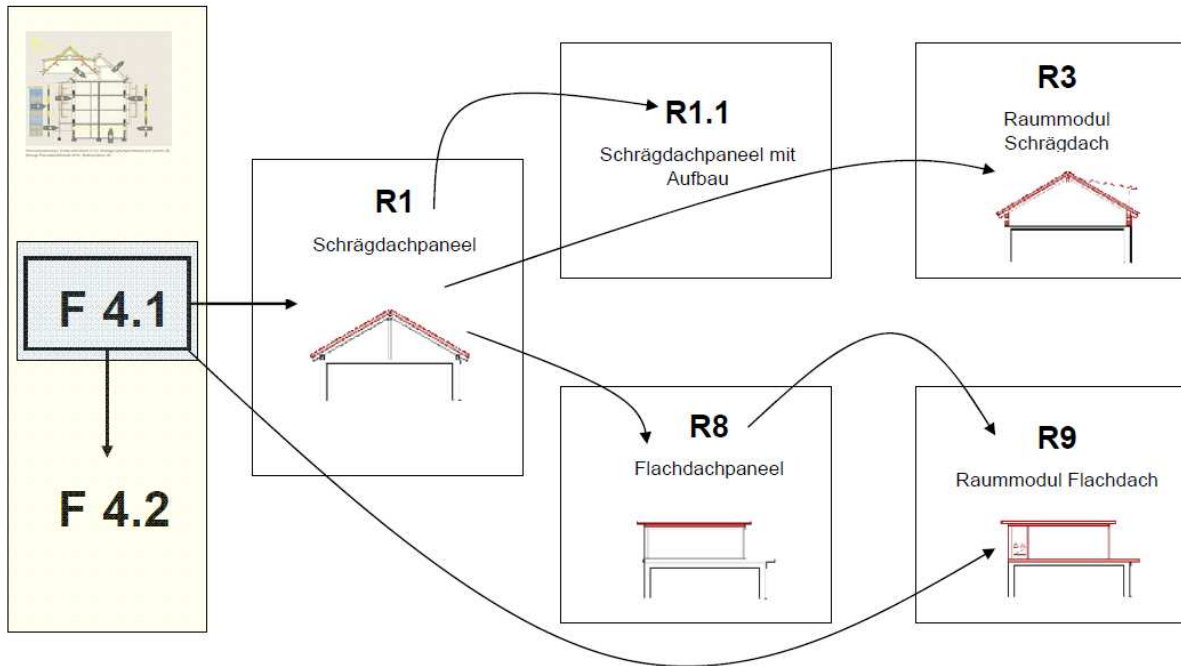 F 4.1
F 4.2
R1
Schrägdachpaneel
R1.1
Schrägdachpaneel mit
Aufbau
R3
Raummodul
Schrägdach
R8
Flachdachpaneel
R9
Raummodul Flachdach